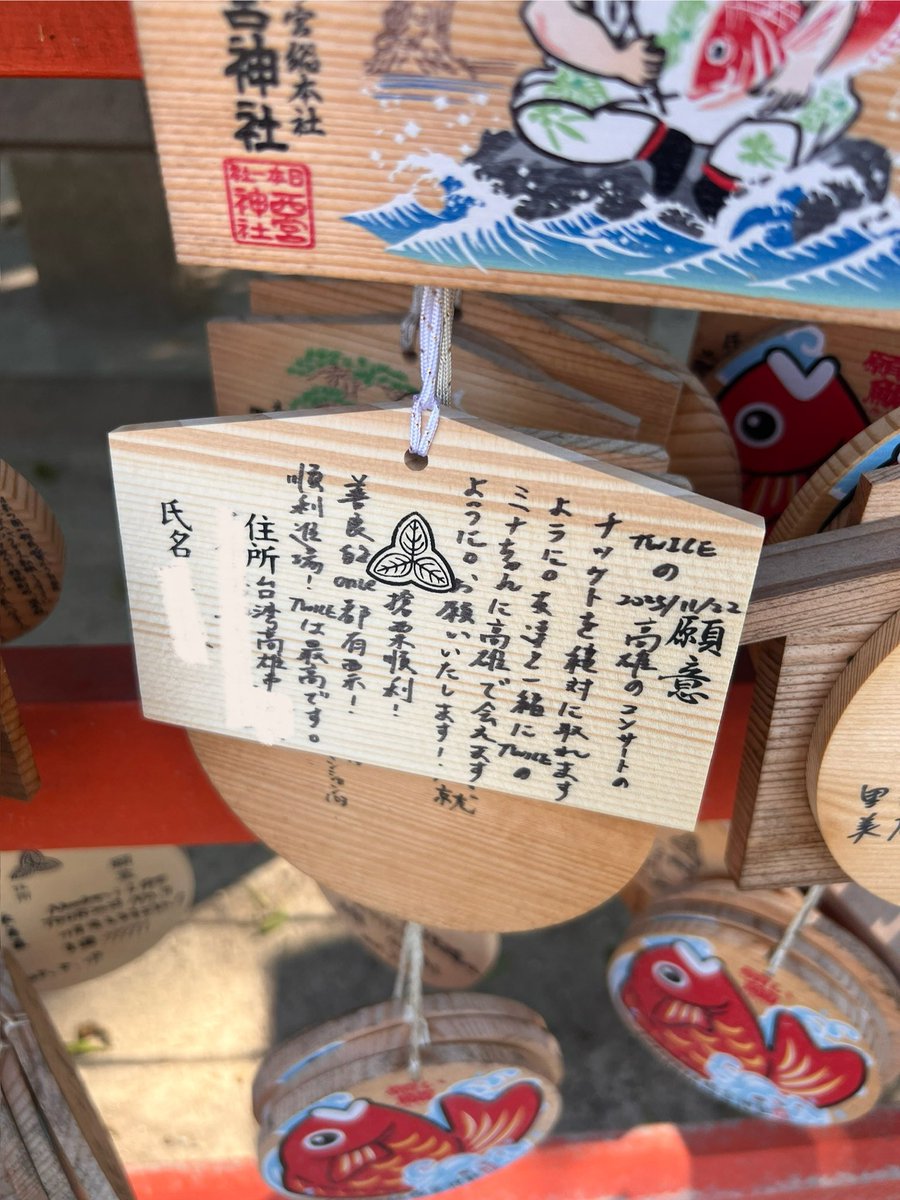 宮総本社
神社
日本一社
西宮神社
願意
TWICEの
2025/11/22
高雄のコンサートの
チケットを絶対に取れます
ように。友達と一緒にTWICEの
ミナちゃんに高雄で会えます
ように。お願いいたします!
搶票順利!
善良的once都有票!
順利進場!TWICEは最高です。
住所 台湾高雄市
氏名
就
里
美